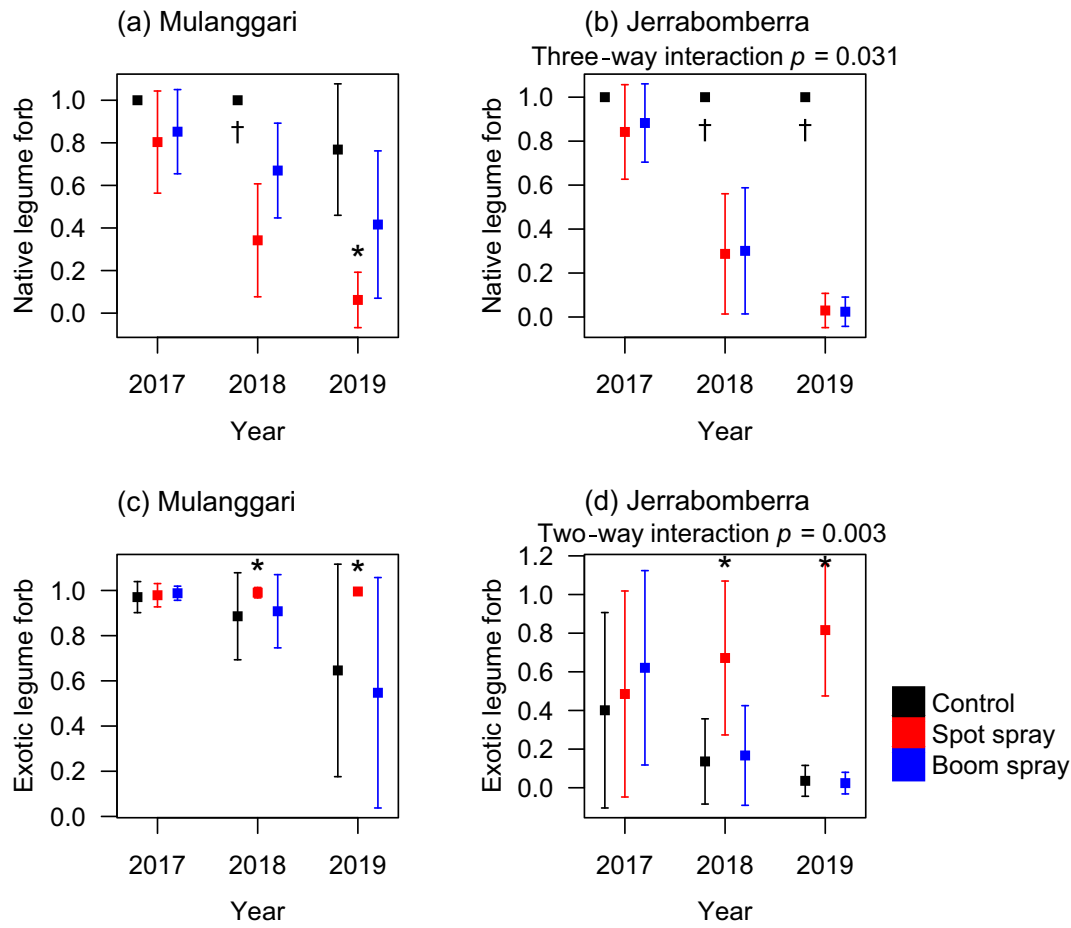 (a) Mulanggari
Native legume forb
1.0
0.8
0.6
0.4
0.2
0.0
†
*
2017 2018 2019
Year
(b) Jerrabomberra
Three-way interaction p = 0.031
Native legume forb
1.0
0.8
0.6
0.4
0.2
0.0
† †
2017 2018 2019
Year
(c) Mulanggari
Exotic legume forb
1.0
0.8
0.6
0.4
0.2
0.0
* *
2017 2018 2019
Year
(d) Jerrabomberra
Two-way interaction p = 0.003
Exotic legume forb
1.2
1.0
0.8
0.6
0.4
0.2
0.0
* *
2017 2018 2019
Year
Control
Spot spray
Boom spray